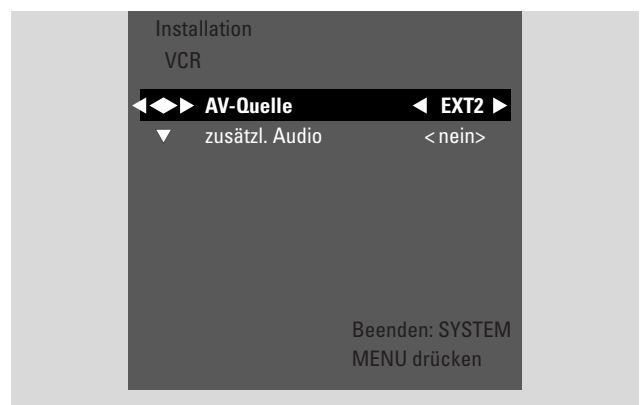 Installation
VCR
AV-Quelle ◀ EXT2 ▶
zusätzl. Audio <nein>
Beenden: SYSTEM
MENU drücken